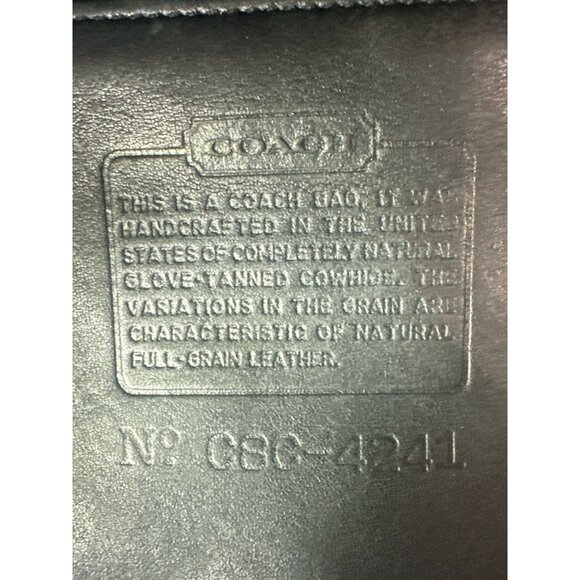 COACH
THIS IS A COACH BAG. IT WAS
HANDCRAFTED IN THE UNITED
STATES OF COMPLETELY NATURAL
GLOVE-TANNED COWHIDE. THE
VARIATIONS IN THE GRAIN ARE
CHARACTERISTIC OF NATURAL
FULL-GRAIN LEATHER.
Nº C8C-4241